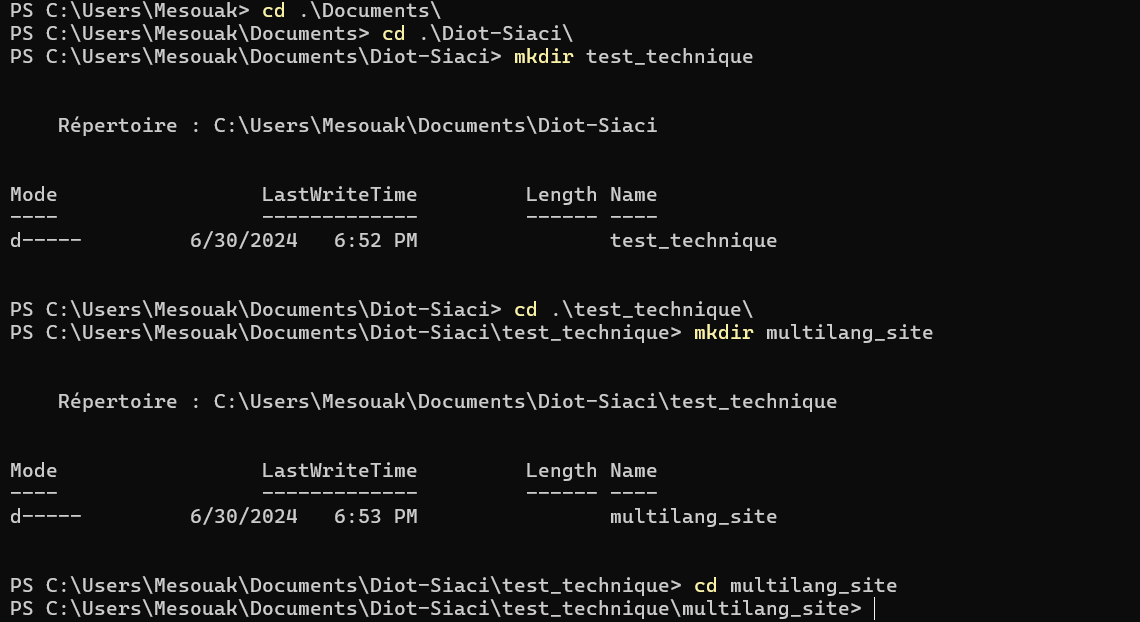 PS C:\Users\Mesouak> cd .\Documents\
PS C:\Users\Mesouak\Documents> cd .\Diot-Siaci\
PS C:\Users\Mesouak\Documents\Diot-Siaci> mkdir test_technique
Répertoire : C:\Users\Mesouak\Documents\Diot-Siaci
Mode                 LastWriteTime         Length Name
----                 -------------         ------ ----
d-----         6/30/2024   6:52 PM                test_technique
PS C:\Users\Mesouak\Documents\Diot-Siaci> cd .\test_technique\
PS C:\Users\Mesouak\Documents\Diot-Siaci\test_technique> mkdir multilang_site
Répertoire : C:\Users\Mesouak\Documents\Diot-Siaci\test_technique
Mode                 LastWriteTime         Length Name
----                 -------------         ------ ----
d-----         6/30/2024   6:53 PM                multilang_site
PS C:\Users\Mesouak\Documents\Diot-Siaci\test_technique> cd multilang_site
PS C:\Users\Mesouak\Documents\Diot-Siaci\test_technique\multilang_site>